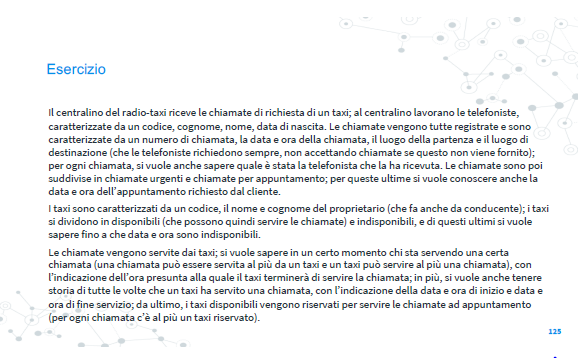 Esercizio
Il centralino del radio-taxi riceve le chiamate di richiesta di un taxi; al centralino lavorano le telefoniste,
caratterizzate da un codice, cognome, nome, data di nascita. Le chiamate vengono tutte registrate e sono
caratterizzate da un numero di chiamata, la data e ora della chiamata, il luogo della partenza e il luogo di
destinazione (che le telefoniste richiedono sempre, non accettando chiamate se questo non viene fornito);
per ogni chiamata, si vuole anche sapere quale è stata la telefonista che la ha ricevuta. Le chiamate sono poi
suddivise in chiamate urgenti e chiamate per appuntamento; per queste ultime si vuole conoscere anche la
data e ora dell'appuntamento richiesto dal cliente.
I taxi sono caratterizzati da un codice, il nome e cognome del proprietario (che fa anche da conducente); i taxi
si dividono in disponibili (che possono quindi servire le chiamate) e indisponibili, e di questi ultimi si vuole
sapere fino a che data e ora sono indisponibili.
Le chiamate vengono servite dai taxi; si vuole sapere in un certo momento chi sta servendo una certa
chiamata (una chiamata può essere servita al più da un taxi e un taxi può servire al più una chiamata), con
l'indicazione dell'ora presunta alla quale il taxi terminerà di servire la chiamata; in più, si vuole anche tenere
storia di tutte le volte che un taxi ha servito una chiamata, con l'indicazione della data e ora di inizio e data e
ora di fine servizio; da ultimo, i taxi disponibili vengono riservati per servire le chiamate ad appuntamento
(per ogni chiamata c'è al più un taxi riservato).
125